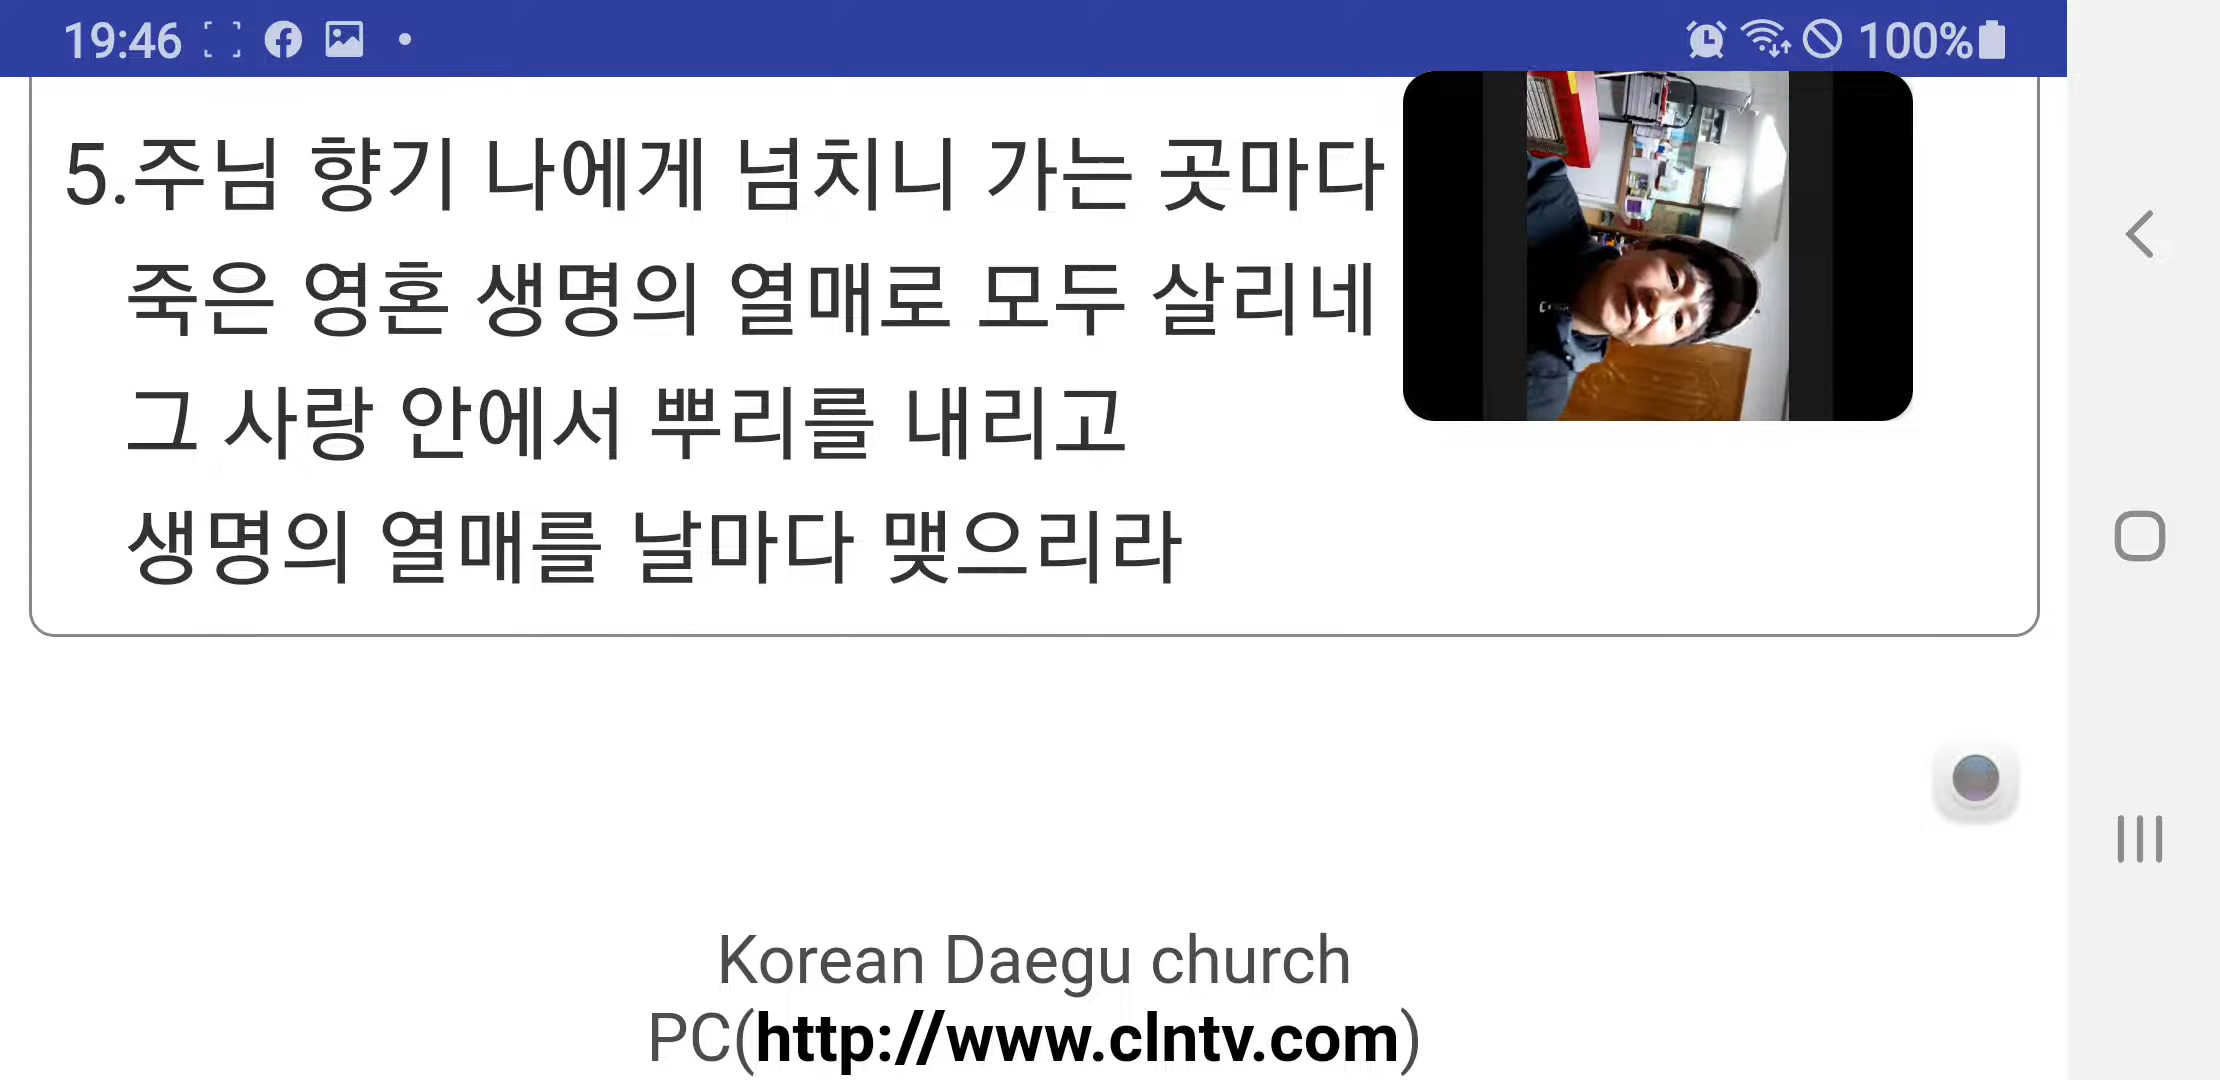 19:46
100%
5.주님 향기 나에게 넘치니 가는 곳마다
죽은 영혼 생명의 열매로 모두 살리네
그 사랑 안에서 뿌리를 내리고
생명의 열매를 날마다 맺으리라
Korean Daegu church
PC(http://www.clntv.com)